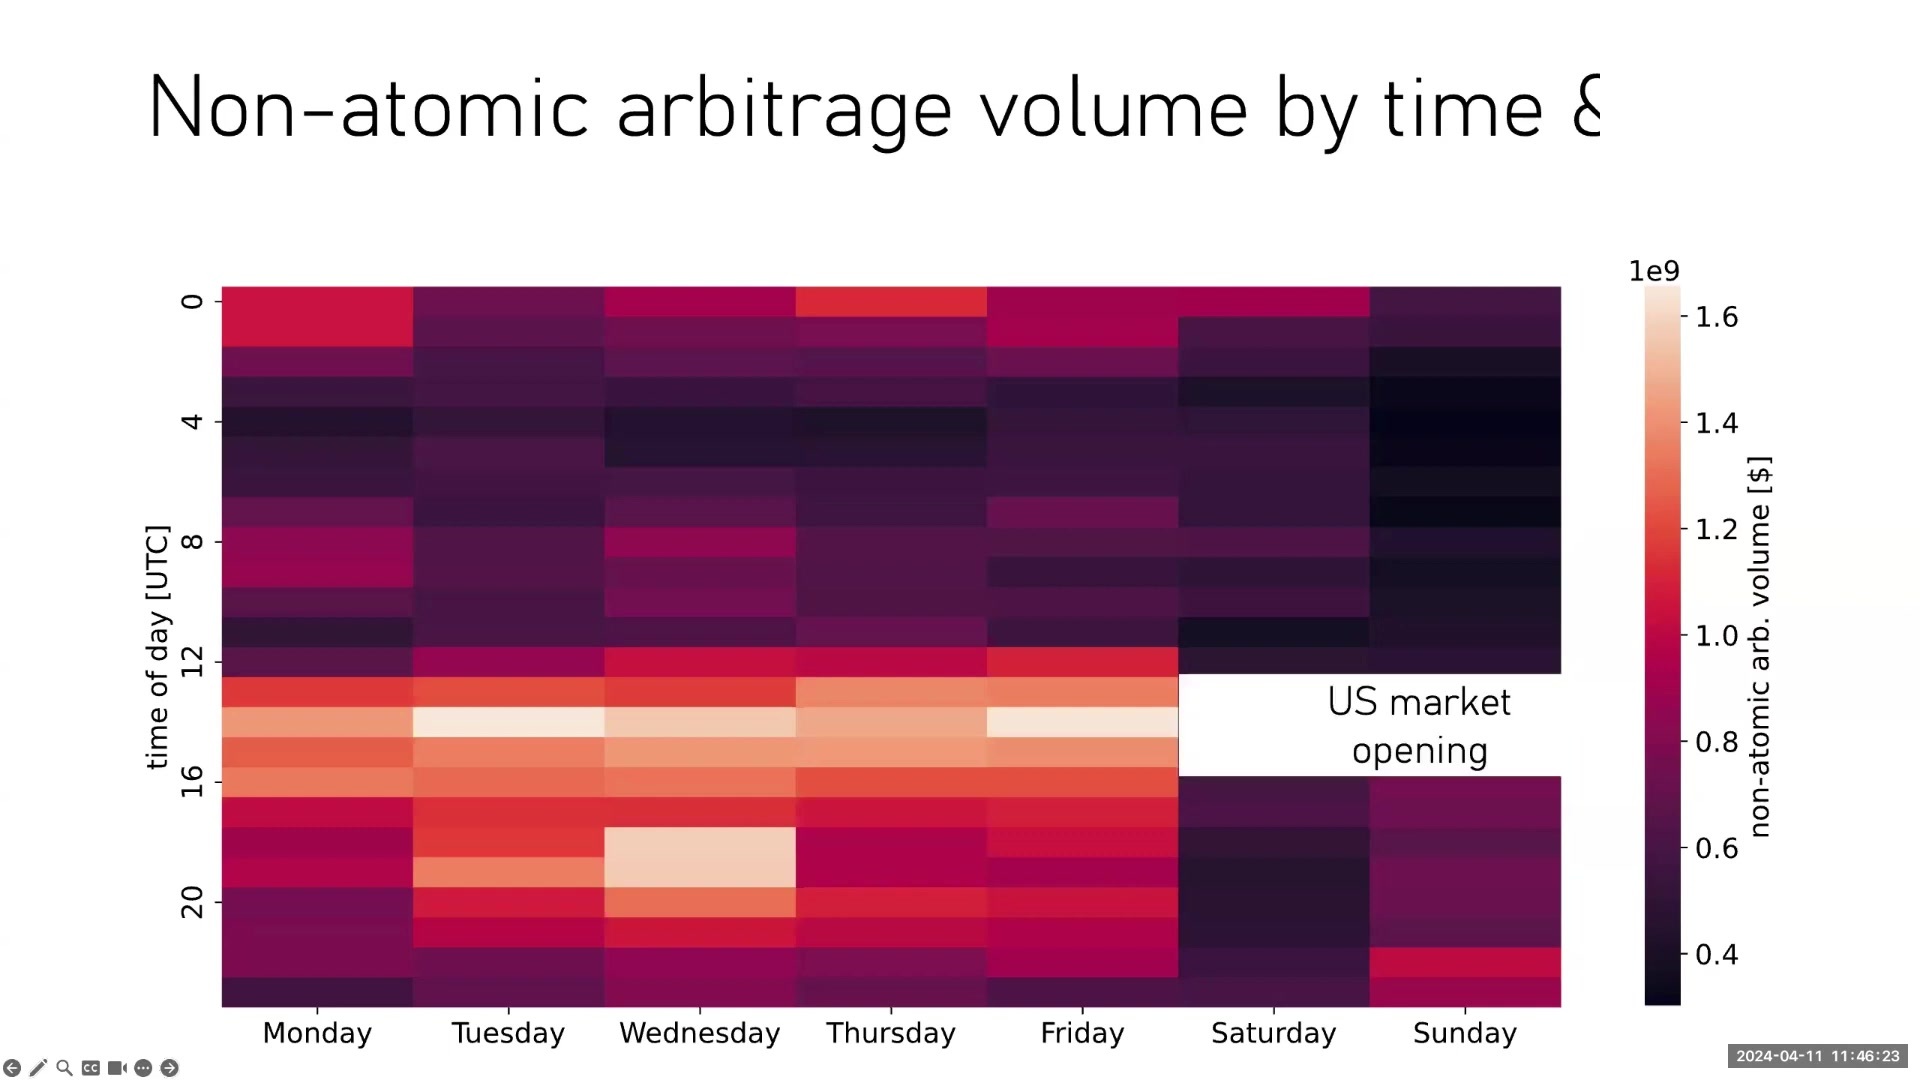 Non-atomic arbitrage volume by time &
1e9
0
4
8
12
16
20
time of day [UTC]
US market
opening
1.6
1.4
1.2
1.0
0.8
0.6
0.4
non-atomic arb. volume [$]
Monday Tuesday Wednesday Thursday Friday Saturday Sunday
CC
2024-04-11 11:46:23